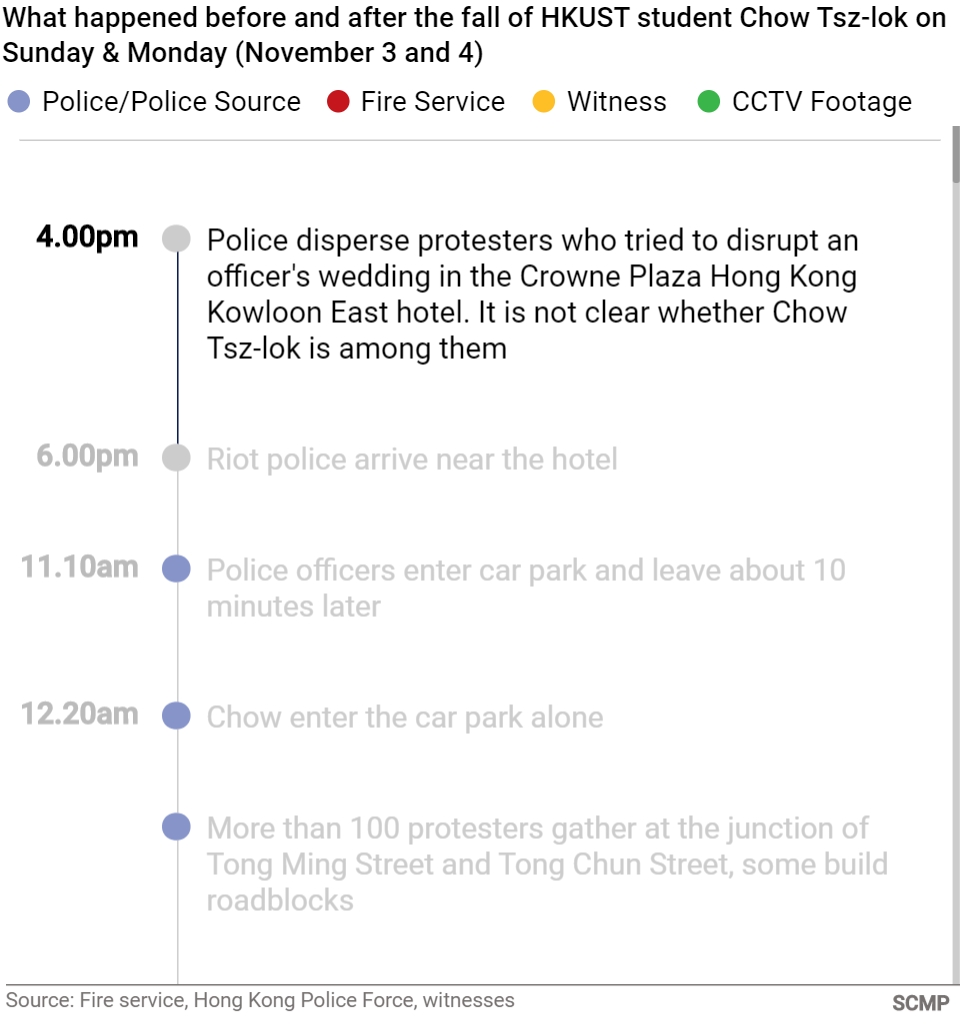 What happened before and after the fall of HKUST student Chow Tsz-lok on
Sunday & Monday (November 3 and 4)
Police/Police Source Fire Service Witness CCTV Footage
4.00pm Police disperse protesters who tried to disrupt an
officer's wedding in the Crowne Plaza Hong Kong
Kowloon East hotel. It is not clear whether Chow
Tsz-lok is among them
6.00pm Riot police arrive near the hotel
11.10am Police officers enter car park and leave about 10
minutes later
12.20am Chow enter the car park alone
More than 100 protesters gather at the junction of
Tong Ming Street and Tong Chun Street, some build
roadblocks
Source: Fire service, Hong Kong Police Force, witnesses SCMP